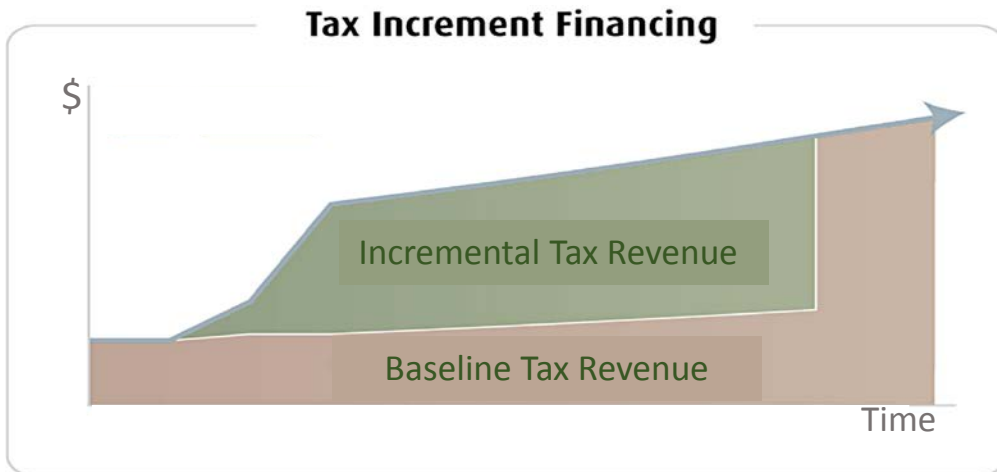 Tax Increment Financing
$
Incremental Tax Revenue
Baseline Tax Revenue
Time